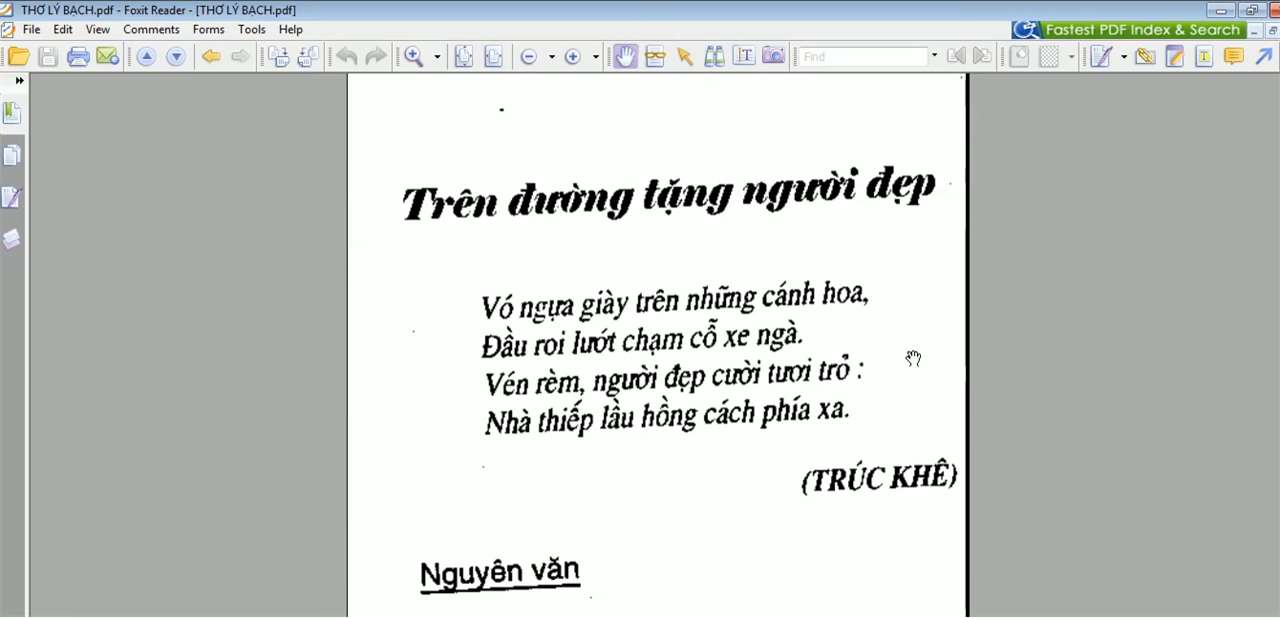 THƠ LÝ BẠCH.pdf - Foxit Reader - [THƠ LÝ BẠCH.pdf]
File Edit View Comments Forms Tools Help
Fastest PDF Index & Search
Find
Trên đường tặng người đẹp
Vó ngựa giày trên những cánh hoa,
Đầu roi lướt chạm cỗ xe ngà.
Vén rèm, người đẹp cười tươi trỏ :
Nhà thiếp lầu hồng cách phía xa.
(TRÚC KHÊ)
Nguyên văn